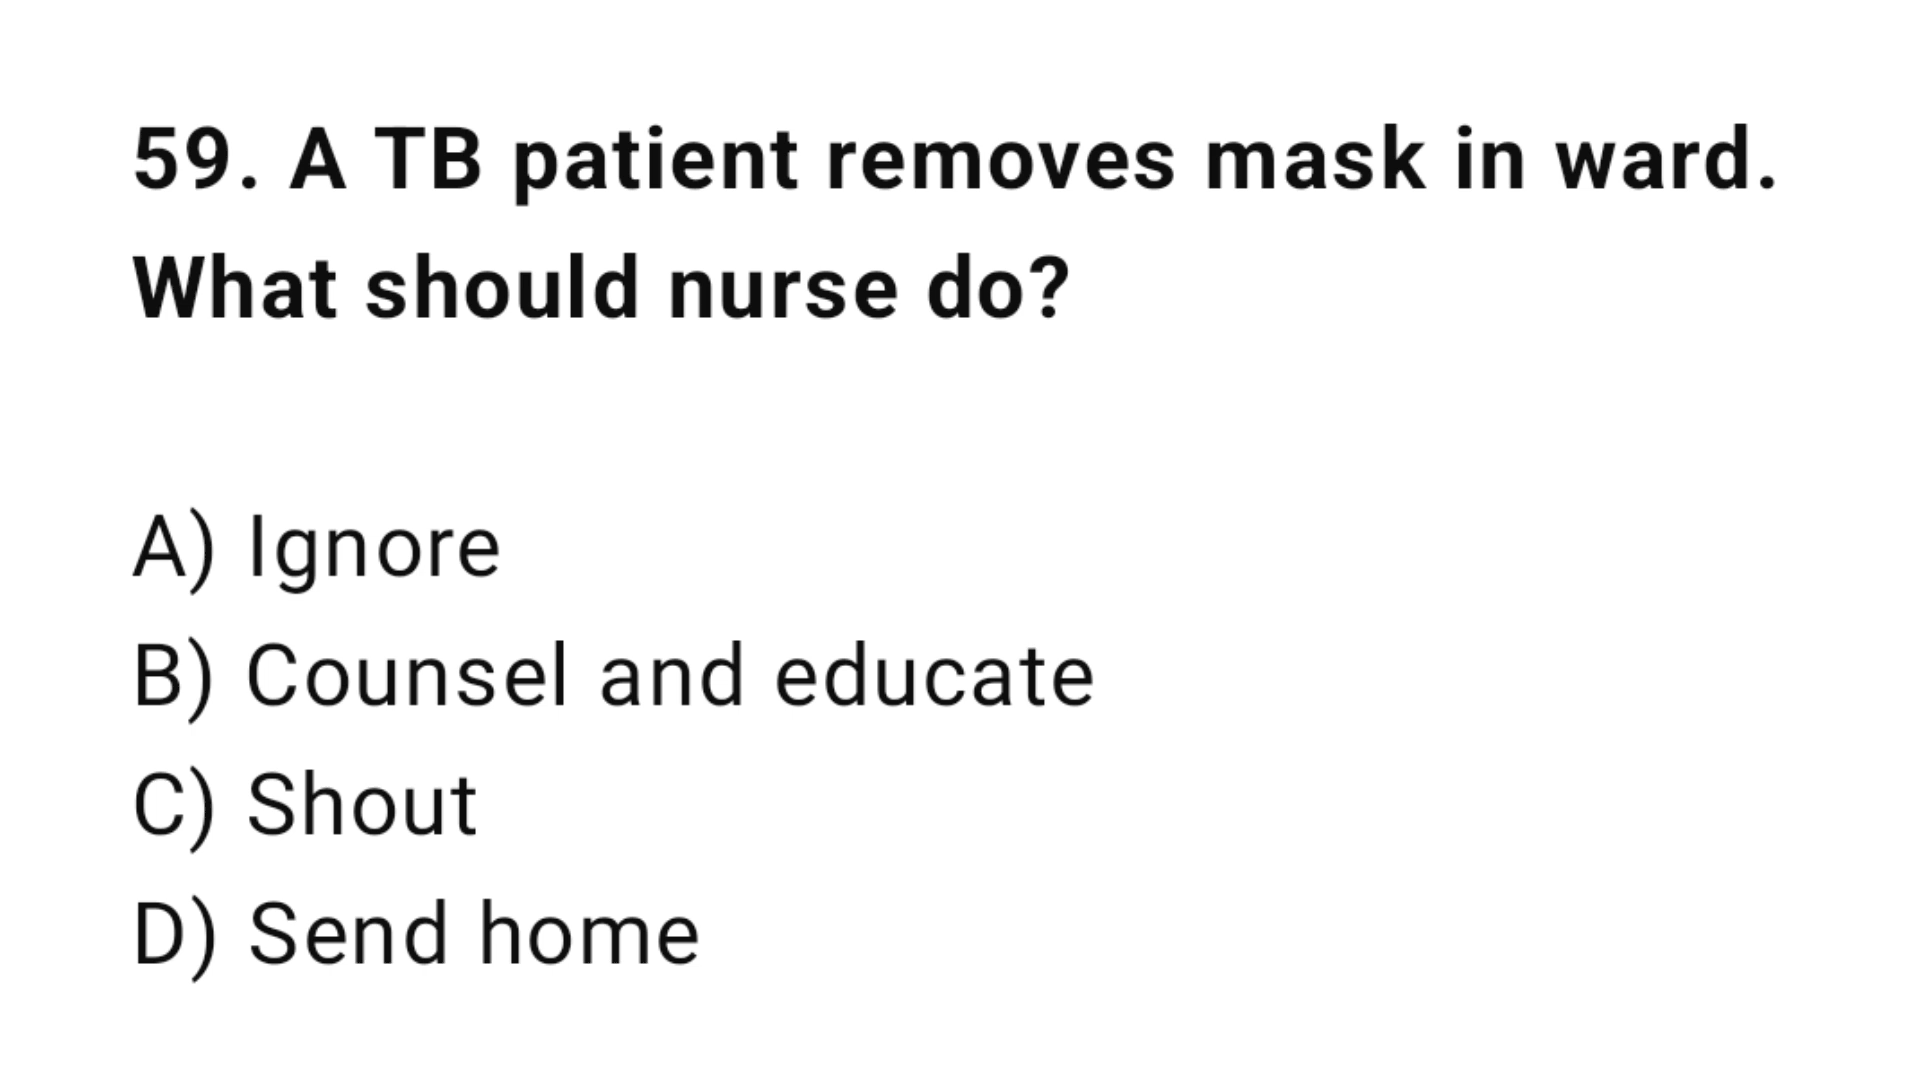 59. A TB patient removes mask in ward.
What should nurse do?
A) Ignore
B) Counsel and educate
C) Shout
D) Send home